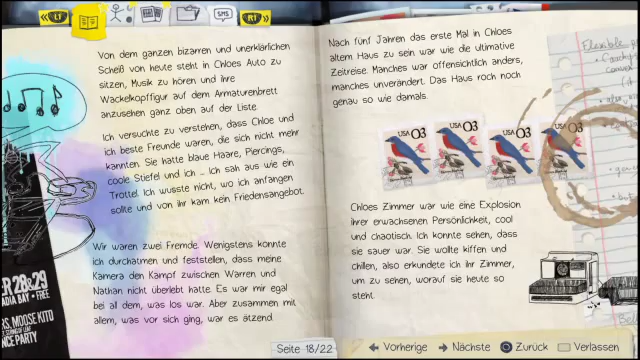 L1
SMS
R1
Von dem ganzen bizarren und unerklärlichen
Scheiß von heute steht in Chloes Auto zu
sitzen, Musik zu hören und ihre
Wackelkopffigur auf dem Armaturenbrett
anzusehen ganz oben auf der Liste.
Ich versuchte zu verstehen, dass Chloe und
ich beste Freunde waren, die sich nicht mehr
kannten. Sie hatte blaue Haare, Piercings,
coole Stiefel und ich ... Ich sah aus wie ein
Trottel. Ich wusste nicht, wo ich anfangen
sollte und von ihr kam kein Friedensangebot.
Wir waren zwei Fremde. Wenigstens konnte
ich durchatmen und feststellen, dass meine
Kamera den Kampf zwischen Warren und
Nathan nicht überlebt hatte. Es war mir egal
bei all dem, was los war. Aber zusammen mit
allem, was vor sich ging, war es ätzend.
28&29
ADIA BAY • FREE
MOOSE KITO
NCE PARTY
Nach fünf Jahren das erste Mal in Chloes
altem Haus zu sein war wie die ultimative
Zeitreise. Manches war offensichtlich anders,
manches unverändert. Das Haus roch noch
genau so wie damals.
USA 03
USA 03
USA 03
USA 03
Chloes Zimmer war wie eine Explosion
ihrer erwachsenen Persönlichkeit, cool
und chaotisch. Ich konnte sehen, dass
sie sauer war. Sie wollte kiffen und
chillen, also erkundete ich ihr Zimmer,
um zu sehen, worauf sie heute so
steht.
Flexible
Seite 18/22
Vorherige
Nächste
Zurück
Verlassen